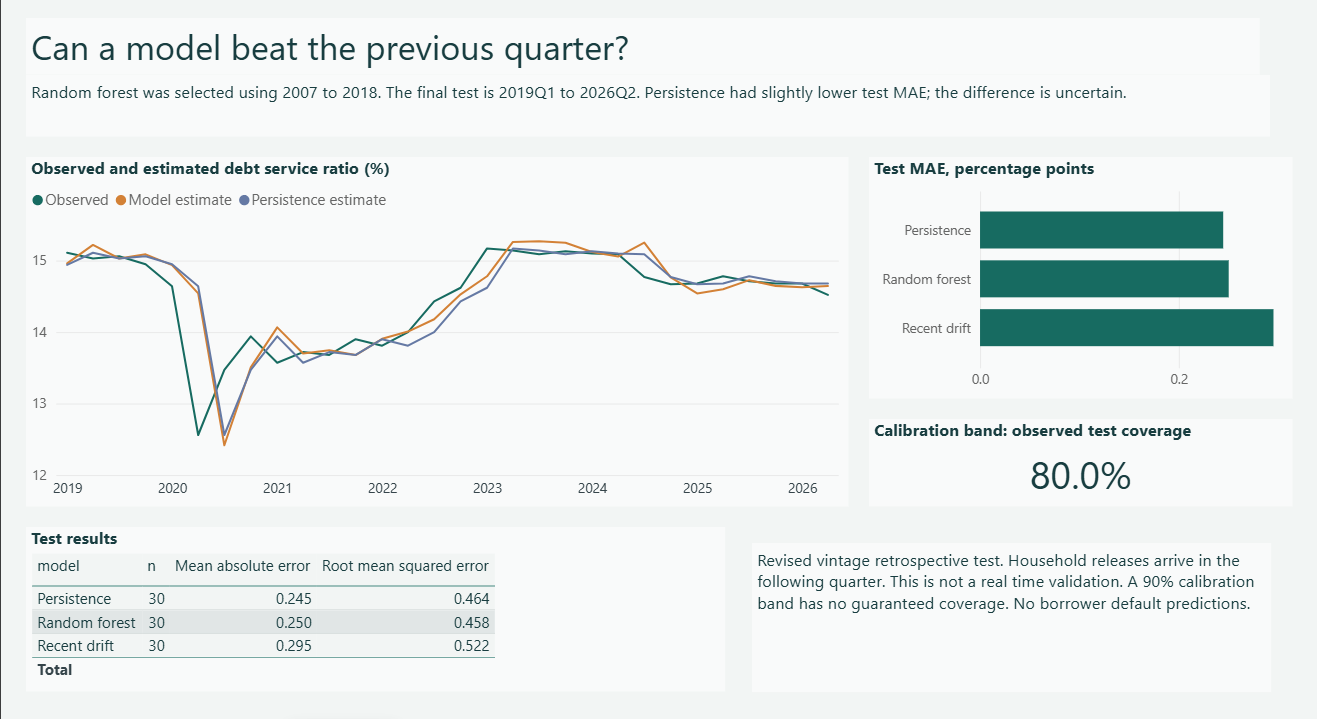 Can a model beat the previous quarter?
Random forest was selected using 2007 to 2018. The final test is 2019Q1 to 2026Q2. Persistence had slightly lower test MAE; the difference is uncertain.
Observed and estimated debt service ratio (%)
Observed Model estimate Persistence estimate
15
14
13
12
2019 2020 2021 2022 2023 2024 2025 2026
Test MAE, percentage points
Persistence
Random forest
Recent drift
0.0 0.2
Calibration band: observed test coverage
80.0%
Test results
model n Mean absolute error Root mean squared error
Persistence 30 0.245 0.464
Random forest 30 0.250 0.458
Recent drift 30 0.295 0.522
Total
Revised vintage retrospective test. Household releases arrive in the
following quarter. This is not a real time validation. A 90% calibration
band has no guaranteed coverage. No borrower default predictions.